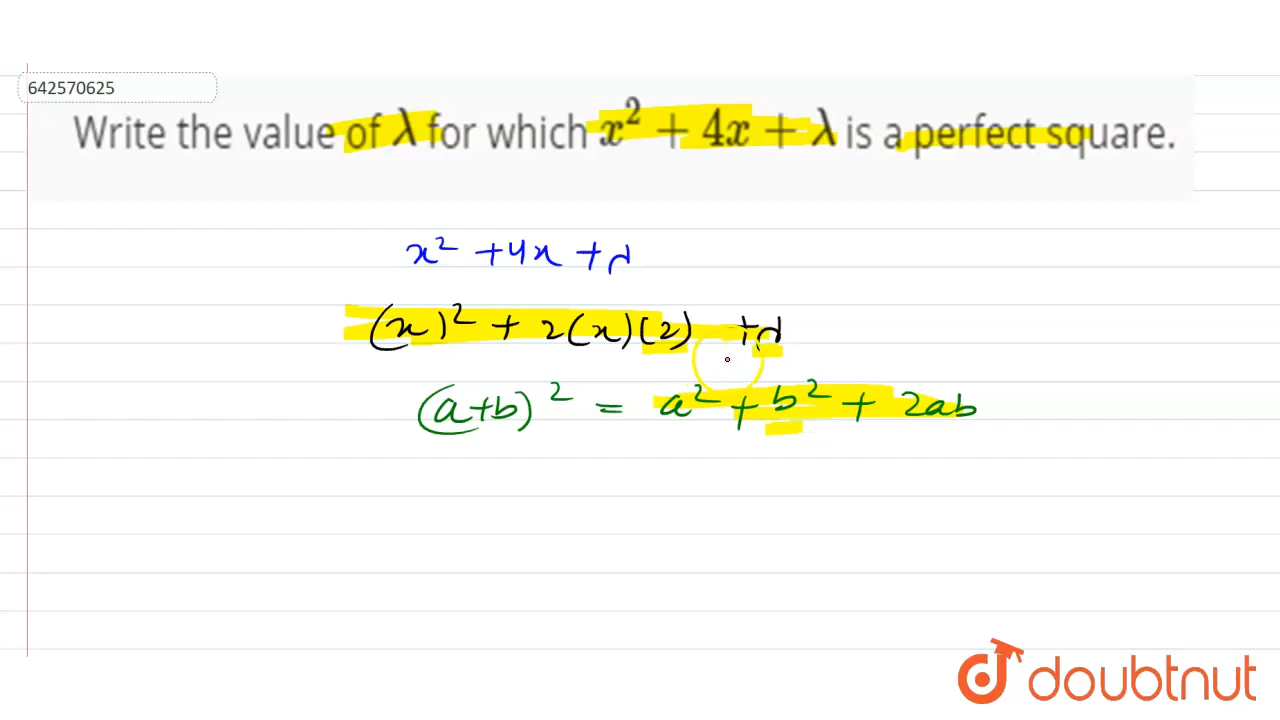 642570625
Write the value of λ for which x² + 4x + λ is a perfect square.
x² + 4x + λ
(x)² + 2(x)(2) + λ
(a+b)² = a² + b² + 2ab
doubtnut